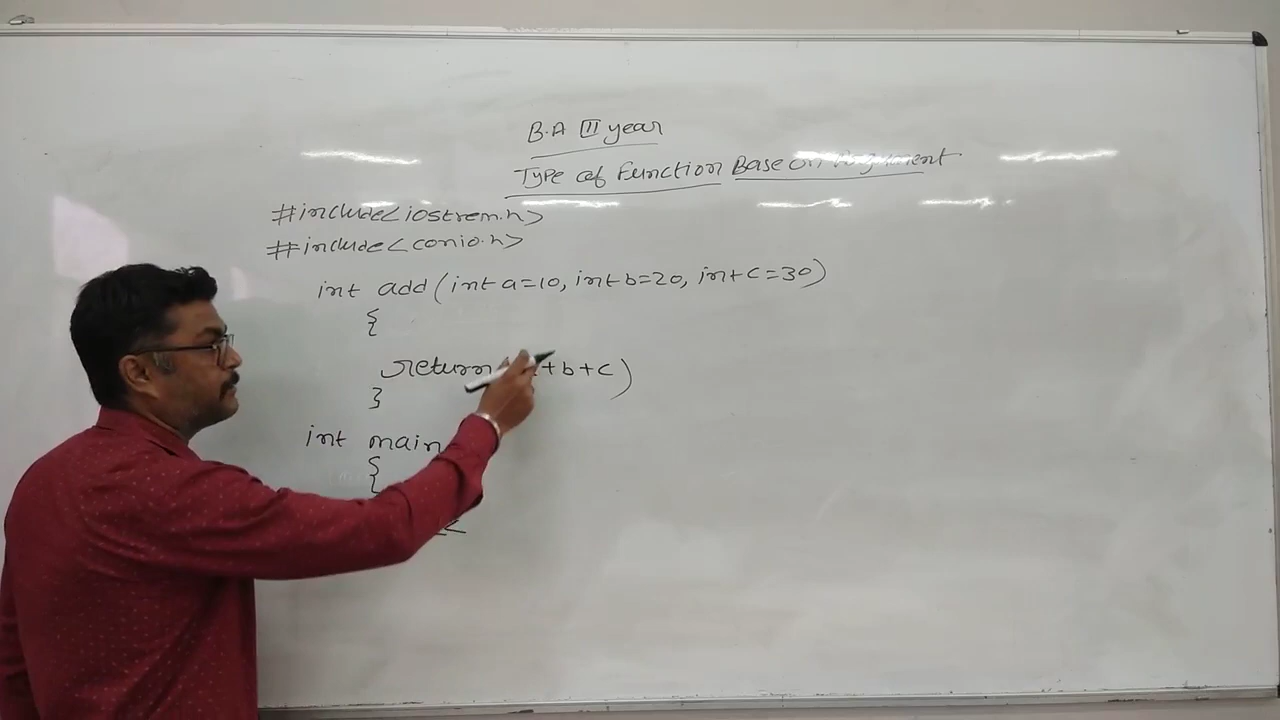 B.A II year
Type of Function Base on Argument
#include<iostrem.h>
#include<conio.h>
int add(int a=10, int b=20, int c=30)
{
return +b+c)
}
int main
{
<